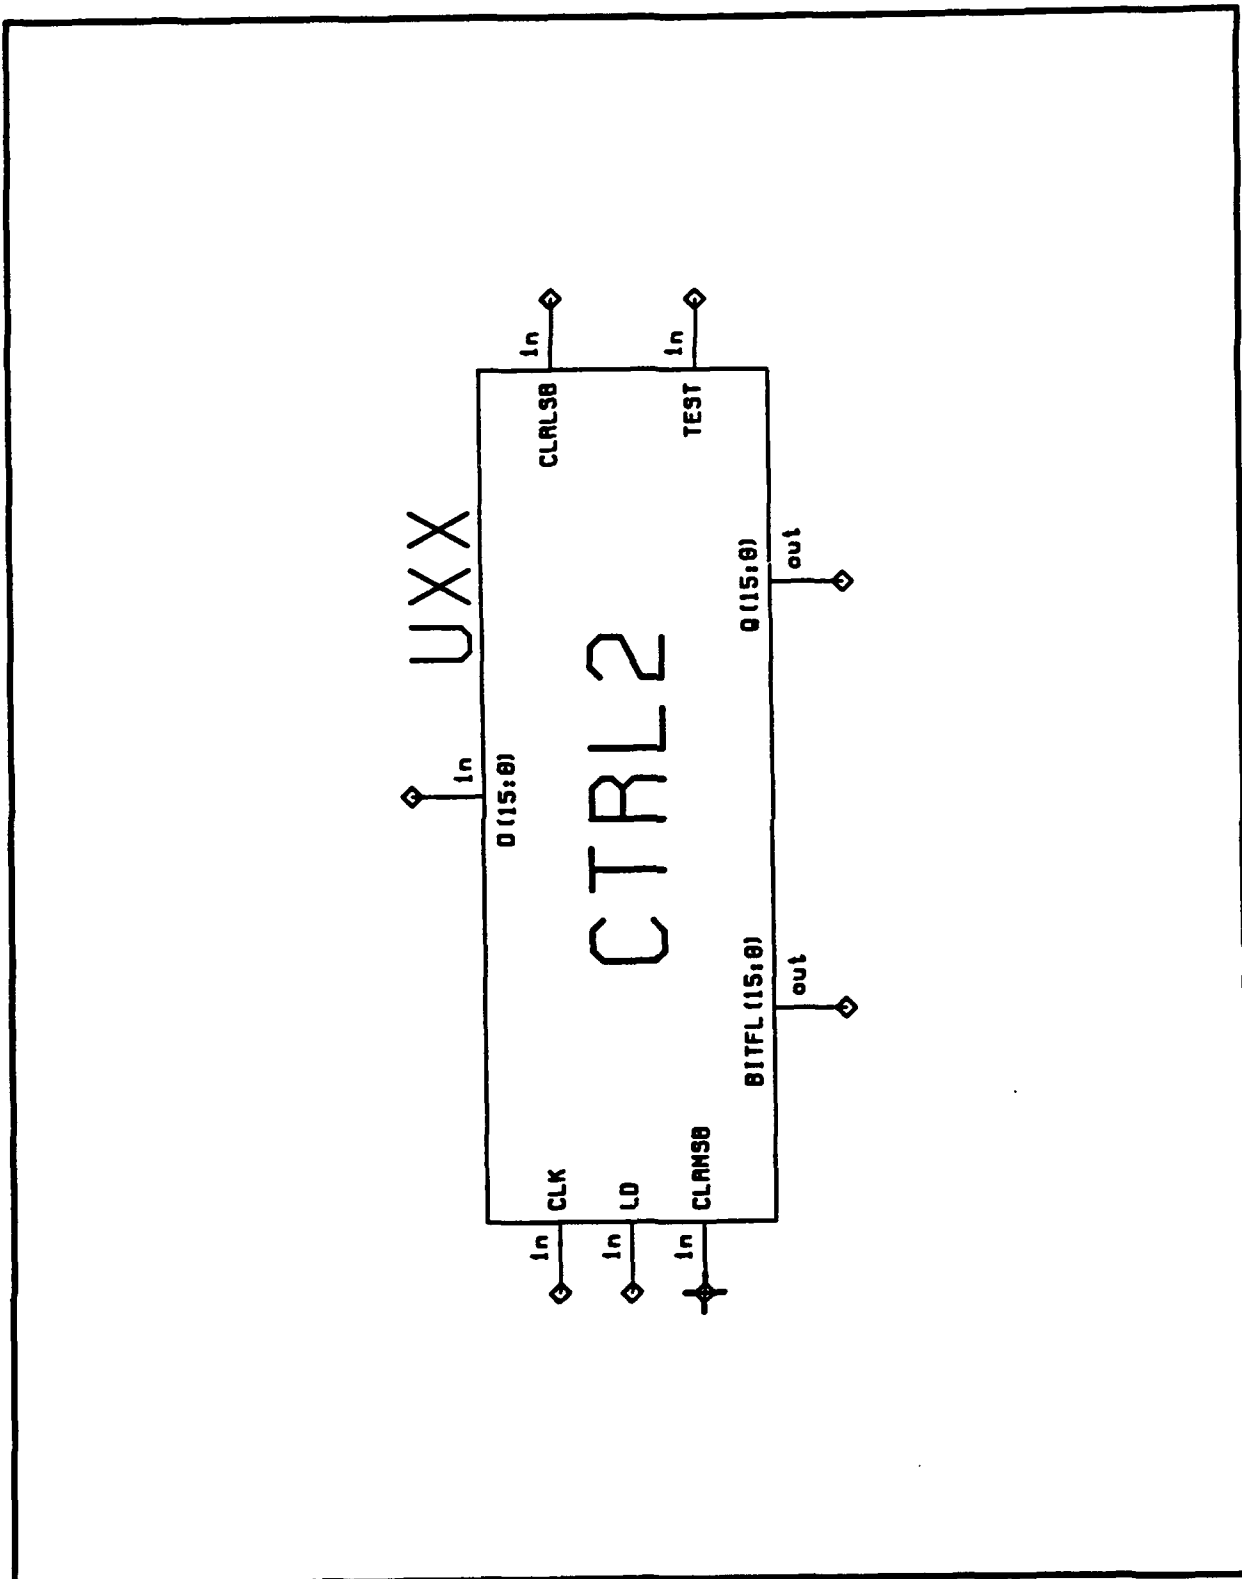 UXX
in
D(15:0)
in
CLK
in
LD
in
CLRMSB
CTRL2
CLRLSB
in
TEST
in
BITFL(15:0)
out
Q(15:0)
out